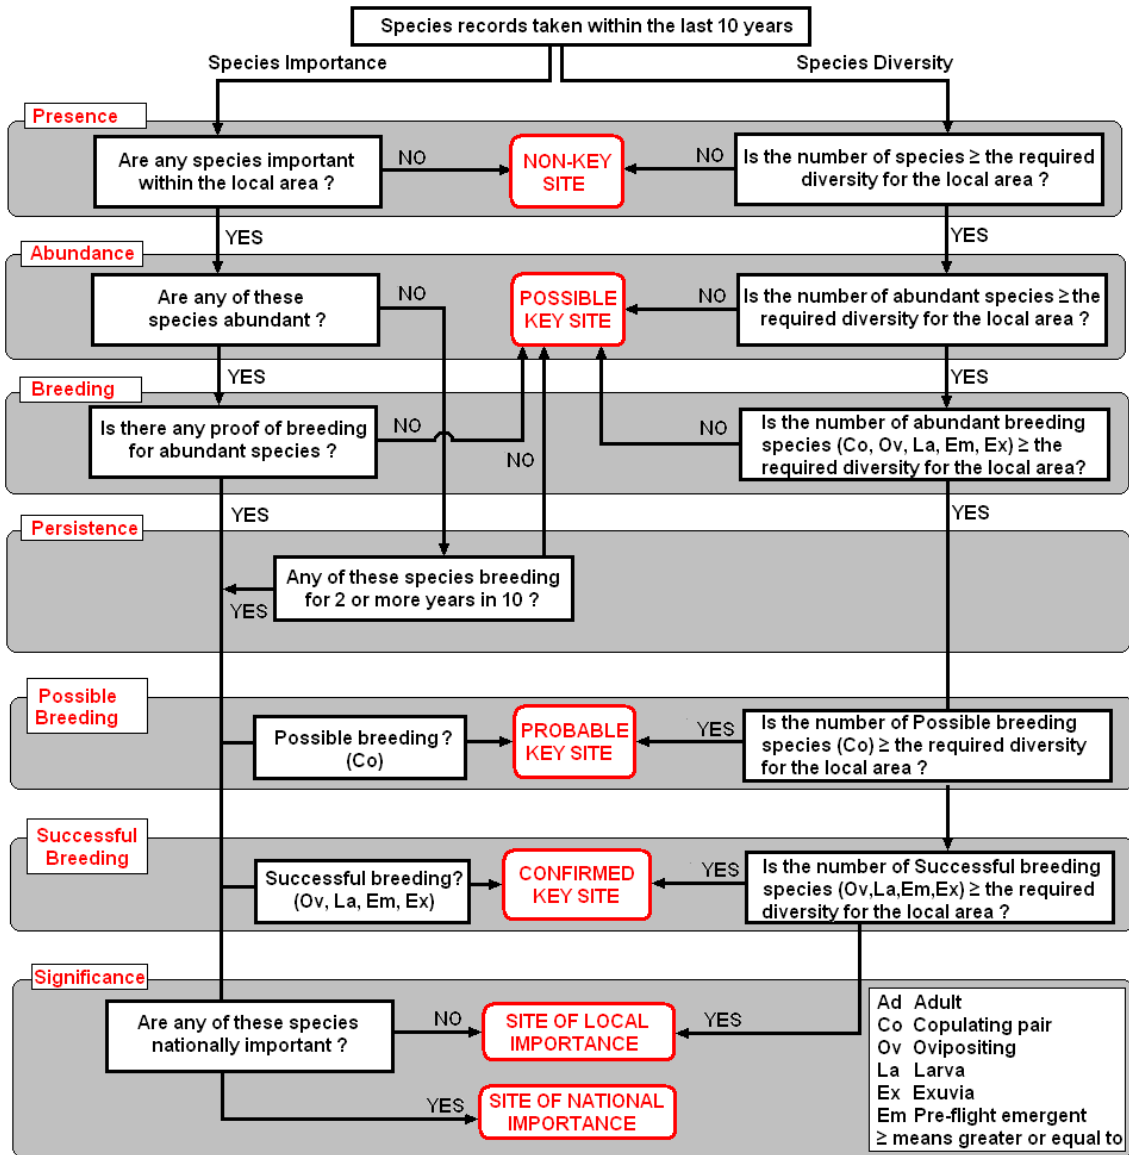 Species records taken within the last 10 years
Species Importance
Species Diversity
Presence
Are any species important
within the local area ?
NO
NON-KEY
SITE
NO
Is the number of species ≥ the required
diversity for the local area ?
YES
YES
Abundance
Are any of these
species abundant ?
NO
POSSIBLE
KEY SITE
NO
Is the number of abundant species ≥ the
required diversity for the local area ?
YES
YES
Breeding
Is there any proof of breeding
for abundant species ?
NO
NO
NO
Is the number of abundant breeding
species (Co, Ov, La, Em, Ex) ≥ the
required diversity for the local area?
YES
YES
Persistence
Any of these species breeding
for 2 or more years in 10 ?
YES
Possible
Breeding
Possible breeding ?
(Co)
PROBABLE
KEY SITE
YES
Is the number of Possible breeding
species (Co) ≥ the required diversity
for the local area ?
Successful
Breeding
Successful breeding?
(Ov, La, Em, Ex)
CONFIRMED
KEY SITE
YES
Is the number of Successful breeding
species (Ov,La,Em,Ex) ≥ the required
diversity for the local area ?
Significance
Are any of these species
nationally important ?
NO
SITE OF LOCAL
IMPORTANCE
YES
YES
SITE OF NATIONAL
IMPORTANCE
Ad Adult
Co Copulating pair
Ov Ovipositing
La Larva
Ex Exuvia
Em Pre-flight emergent
≥ means greater or equal to